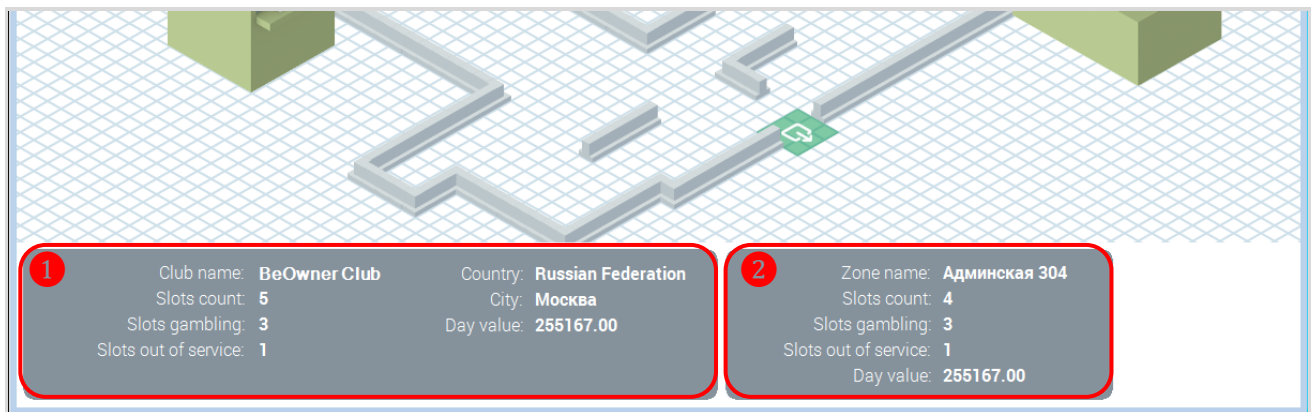 1
Club name: BeOwner Club
Slots count: 5
Slots gambling: 3
Slots out of service: 1
Country: Russian Federation
City: Москва
Day value: 255167.00
2
Zone name: Админская 304
Slots count: 4
Slots gambling: 3
Slots out of service: 1
Day value: 255167.00